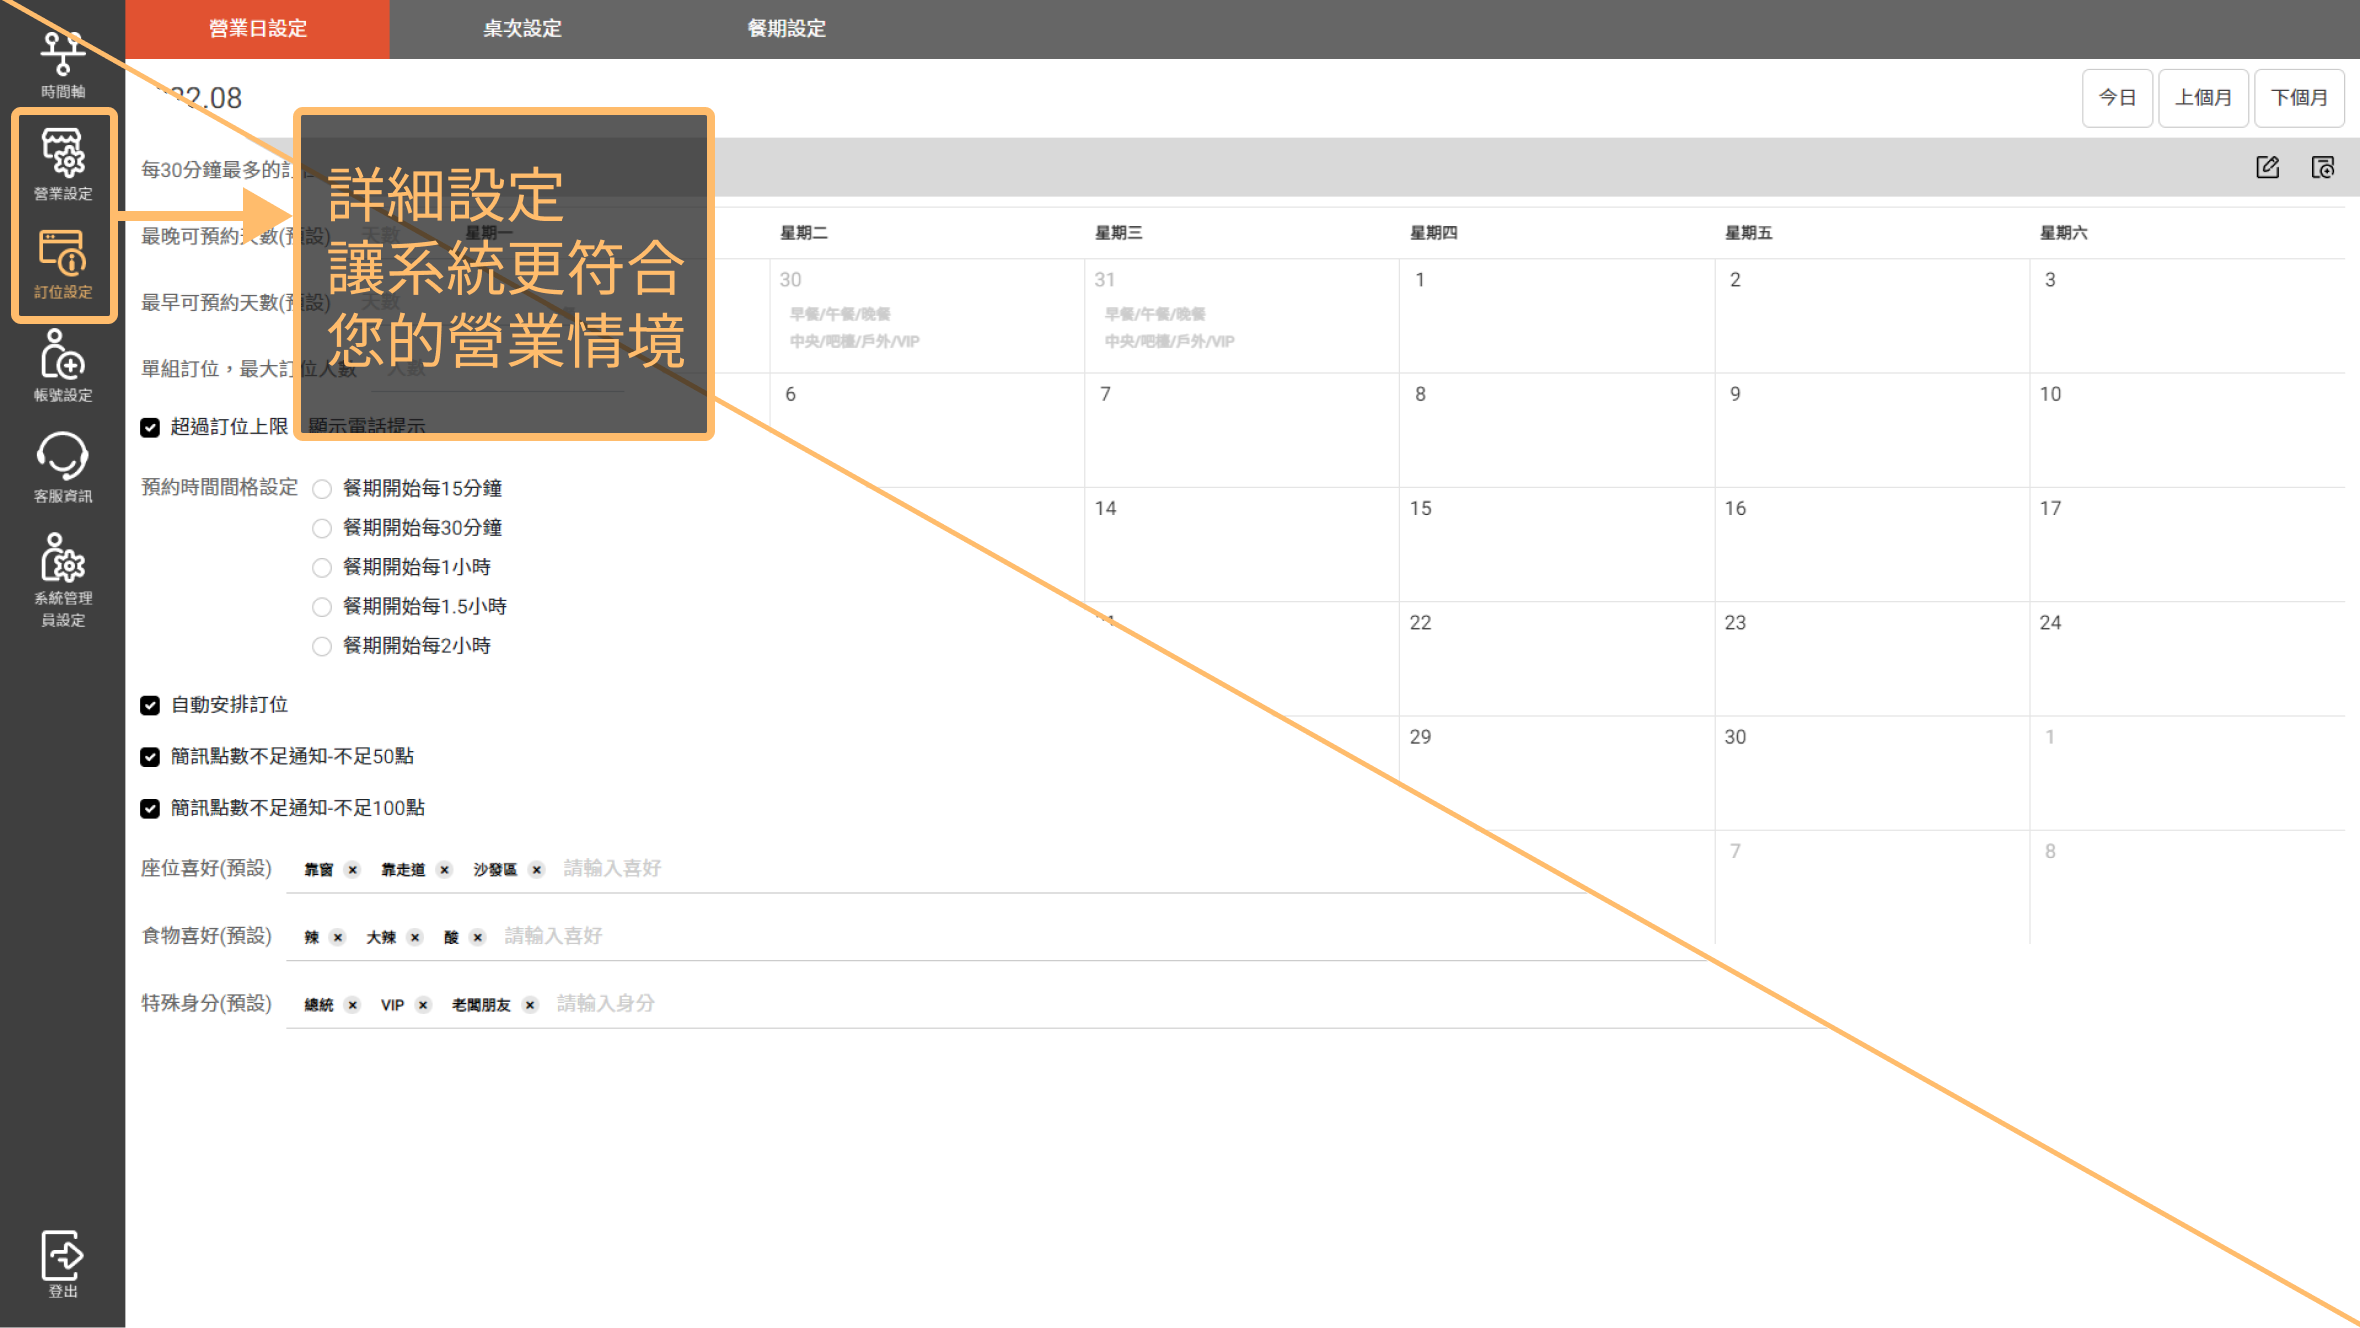 營業日設定
桌次設定
餐期設定
時間軸
營業設定
訂位設定
帳號設定
客服資訊
系統管理
員設定
登出
22.08
今日
上個月
下個月
詳細設定
讓系統更符合
您的營業情境
每30分鐘最多的訂
最晚可預約天數(預設) 天數
最早可預約天數(預設) 天數
單組訂位，最大訂位人數 人數
超過訂位上限 顯示電話提示
預約時間間格設定
餐期開始每15分鐘
餐期開始每30分鐘
餐期開始每1小時
餐期開始每1.5小時
餐期開始每2小時
自動安排訂位
簡訊點數不足通知-不足50點
簡訊點數不足通知-不足100點
座位喜好(預設) 靠窗 靠走道 沙發區 請輸入喜好
食物喜好(預設) 辣 大辣 酸 請輸入喜好
特殊身分(預設) 總統 VIP 老闆朋友 請輸入身分
星期一 星期二 星期三 星期四 星期五 星期六
30 31 1 2 3
早餐/午餐/晚餐 早餐/午餐/晚餐
中央/吧檯/戶外/VIP 中央/吧檯/戶外/VIP
6 7 8 9 10
14 15 16 17
22 23 24
29 30 1
7 8